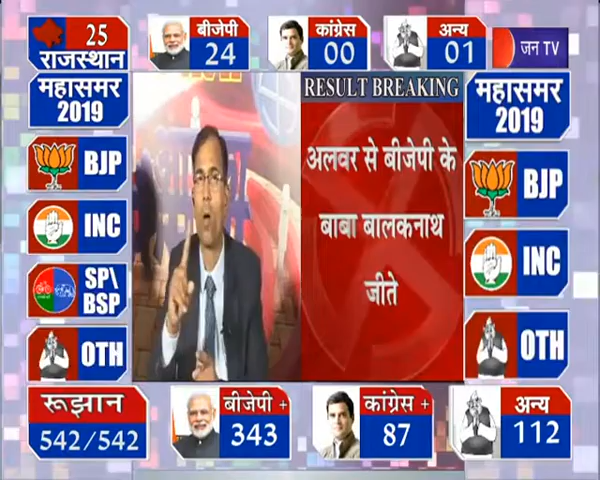 25
राजस्थान
बीजेपी
24
कांग्रेस
00
अन्य
01
जन TV
महासमर
2019
RESULT BREAKING
महासमर
2019
अलवर से बीजेपी के
बाबा बालकनाथ
जीते
BJP
INC
SP\
BSP
OTH
BJP
INC
OTH
रूझान
542/542
बीजेपी+
343
कांग्रेस+
87
अन्य
112